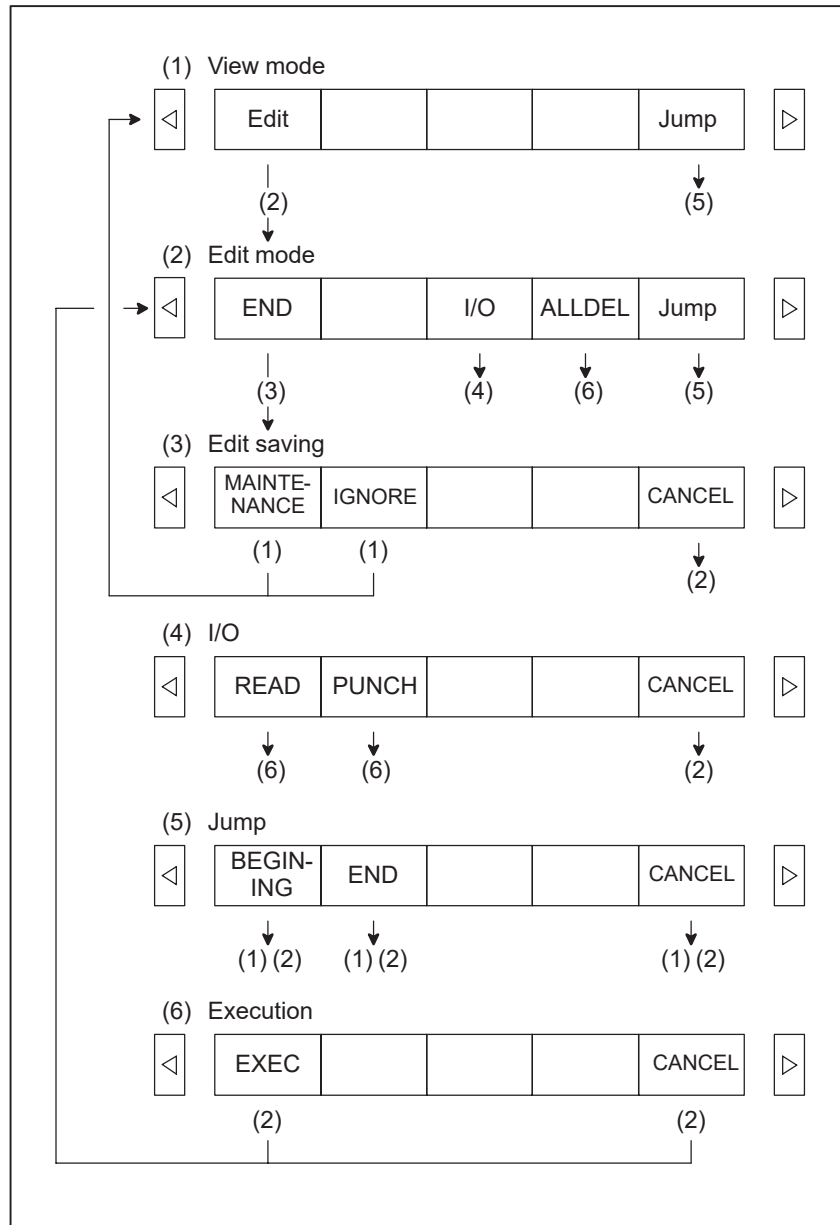 (1) View mode
Edit Jump
(2) (5)
(2) Edit mode
END I/O ALLDEL Jump
(3) (4) (6) (5)
(3) Edit saving
MAINTE-
NANCE IGNORE CANCEL
(1) (1) (2)
(4) I/O
READ PUNCH CANCEL
(6) (6) (2)
(5) Jump
BEGIN-
ING END CANCEL
(1) (2) (1) (2) (1) (2)
(6) Execution
EXEC CANCEL
(2) (2)